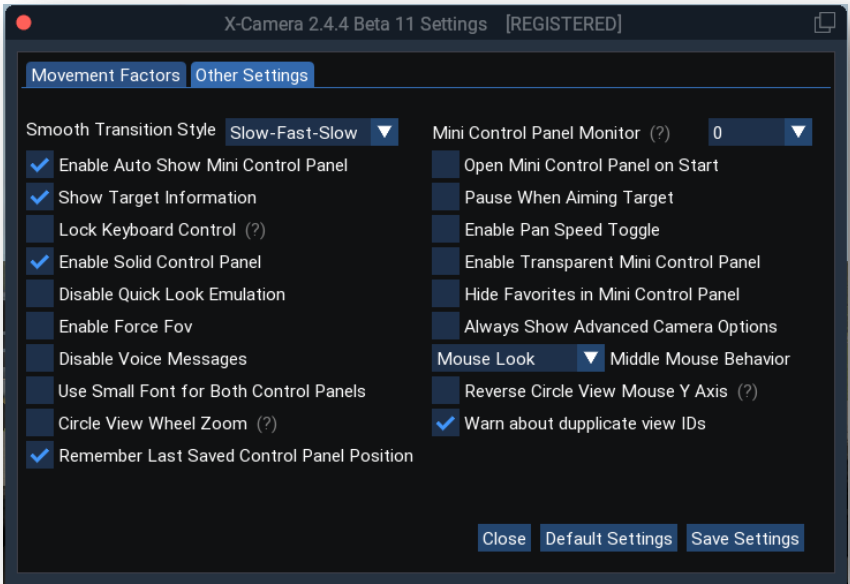 X-Camera 2.4.4 Beta 11 Settings [REGISTERED]
Movement Factors Other Settings
Smooth Transition Style Slow-Fast-Slow
Enable Auto Show Mini Control Panel
Show Target Information
Lock Keyboard Control (?)
Enable Solid Control Panel
Disable Quick Look Emulation
Enable Force Fov
Disable Voice Messages
Use Small Font for Both Control Panels
Circle View Wheel Zoom (?)
Remember Last Saved Control Panel Position
Mini Control Panel Monitor (?) 0
Open Mini Control Panel on Start
Pause When Aiming Target
Enable Pan Speed Toggle
Enable Transparent Mini Control Panel
Hide Favorites in Mini Control Panel
Always Show Advanced Camera Options
Mouse Look Middle Mouse Behavior
Reverse Circle View Mouse Y Axis (?)
Warn about dupplicate view IDs
Close Default Settings Save Settings